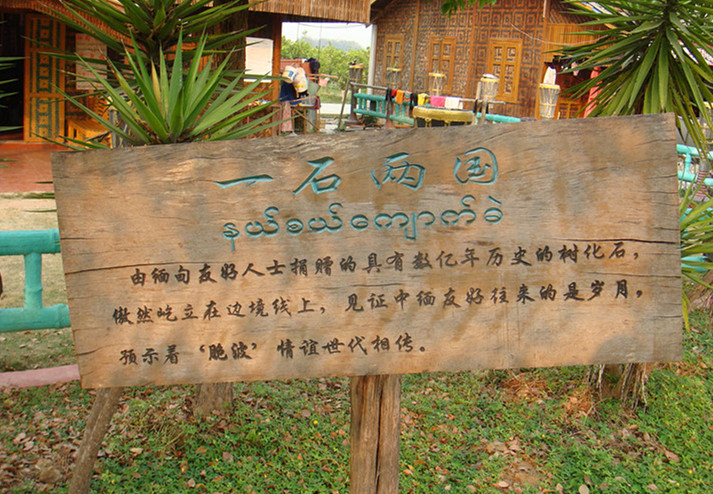 一石两国
နယ်စယ်ကျောက်ခဲ
由缅甸友好人士捐赠的具有数亿年历史的树化石，
傲然屹立在边境线上，见证中缅友好往来的是岁月，
预示着‘胞波’情谊世代相传。